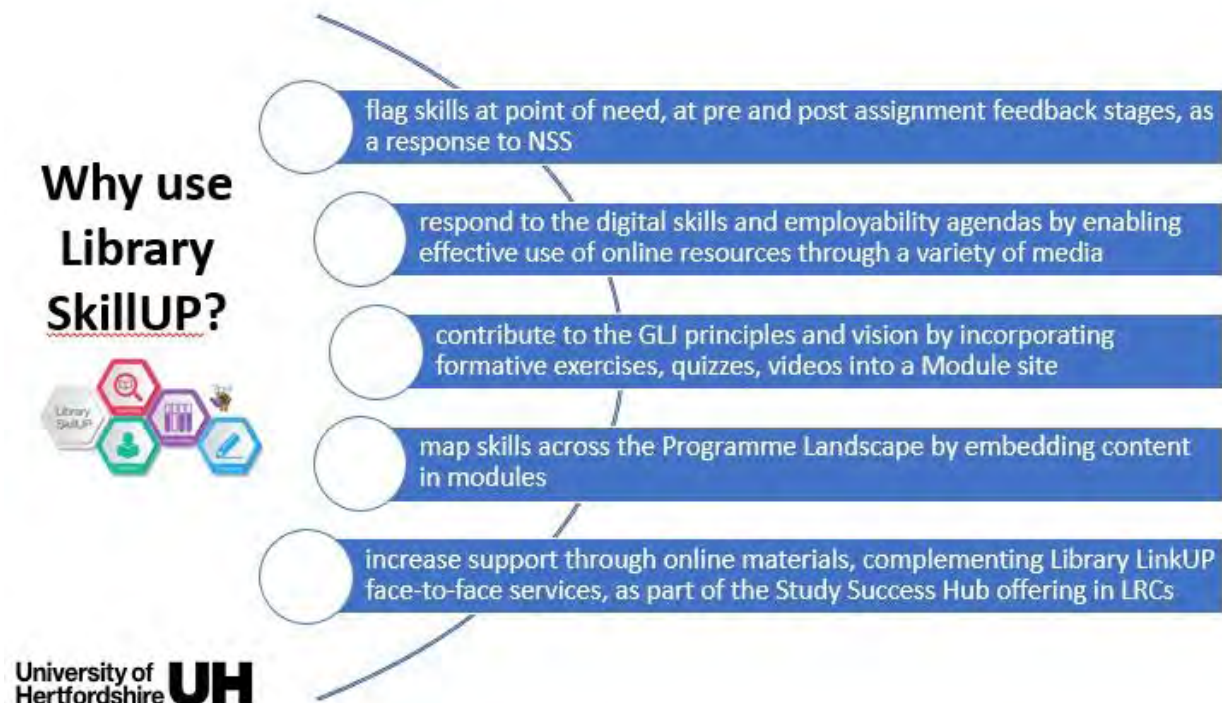 Why use
Library
SkillUP?
Library
SkillUP
flag skills at point of need, at pre and post assignment feedback stages, as
a response to NSS
respond to the digital skills and employability agendas by enabling
effective use of online resources through a variety of media
contribute to the GLJ principles and vision by incorporating
formative exercises, quizzes, videos into a Module site
map skills across the Programme Landscape by embedding content
in modules
increase support through online materials, complementing Library LinkUP
face-to-face services, as part of the Study Success Hub offering in LRCs
University of
Hertfordshire UH